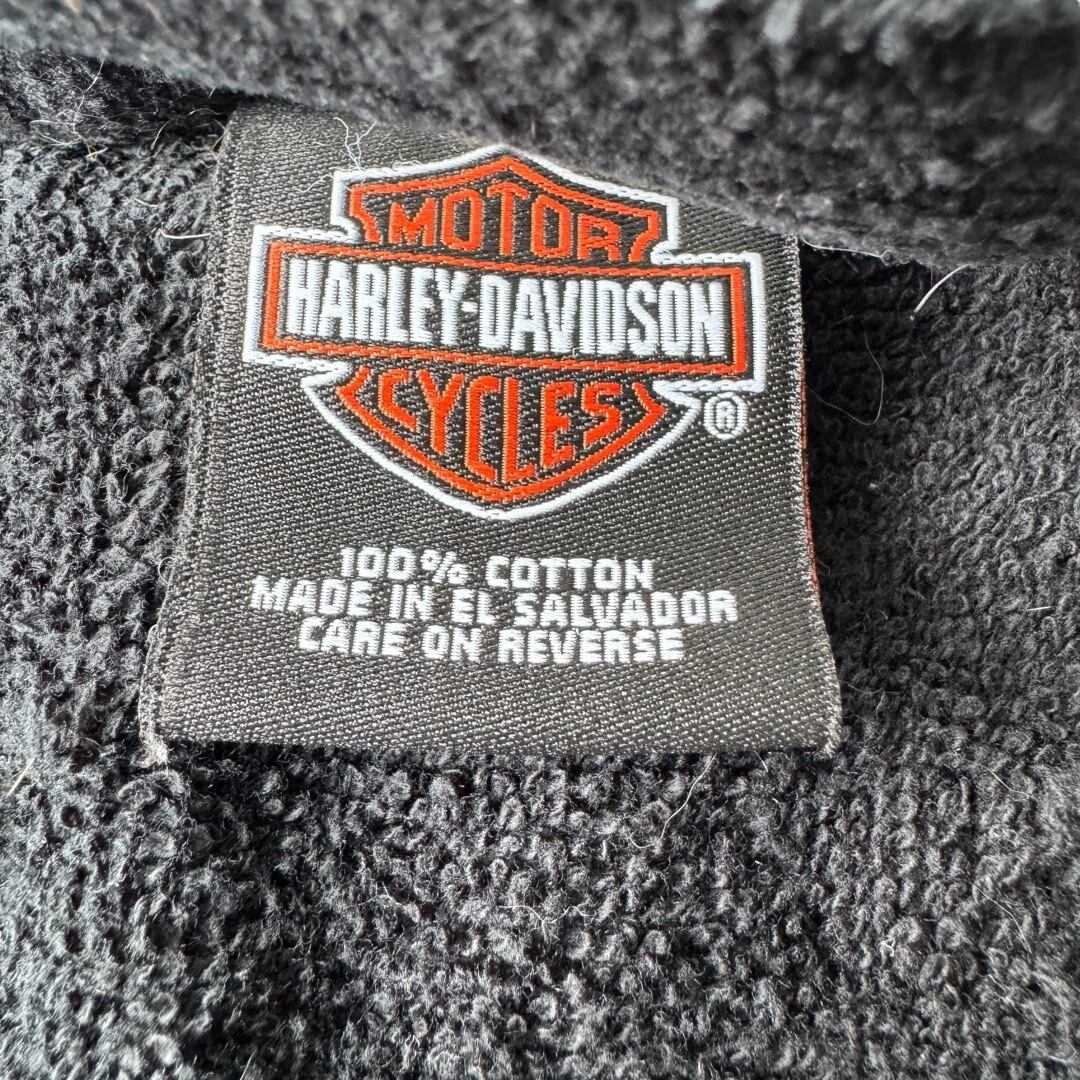 MOTOR
HARLEY-DAVIDSON
CYCLES
®
100% COTTON
MADE IN EL SALVADOR
CARE ON REVERSE